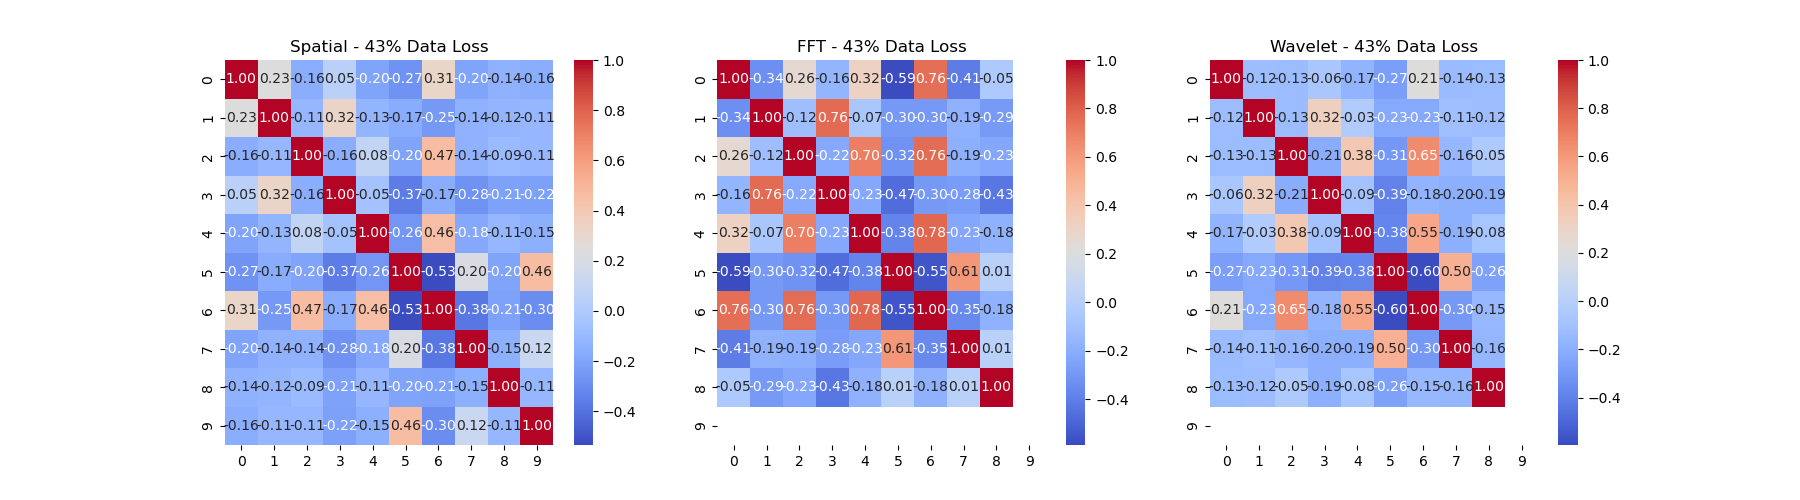 Spatial - 43% Data Loss
0 1.00 0.23 -0.16 0.05 -0.20 -0.27 0.31 -0.20 -0.14 -0.16
1 0.23 1.00 -0.11 0.32 -0.13 -0.17 -0.25 -0.14 -0.12 -0.11
2 -0.16 -0.11 1.00 -0.16 0.08 -0.20 0.47 -0.14 -0.09 -0.11
3 0.05 0.32 -0.16 1.00 -0.05 -0.37 -0.17 -0.28 -0.21 -0.22
4 -0.20 -0.13 0.08 -0.05 1.00 -0.26 0.46 -0.18 -0.11 -0.15
5 -0.27 -0.17 -0.20 -0.37 -0.26 1.00 -0.53 0.20 -0.20 0.46
6 0.31 -0.25 0.47 -0.17 0.46 -0.53 1.00 -0.38 -0.21 -0.30
7 -0.20 -0.14 -0.14 -0.28 -0.18 0.20 -0.38 1.00 -0.15 0.12
8 -0.14 -0.12 -0.09 -0.21 -0.11 -0.20 -0.21 -0.15 1.00 -0.11
9 -0.16 -0.11 -0.11 -0.22 -0.15 0.46 -0.30 0.12 -0.11 1.00
0 1 2 3 4 5 6 7 8 9
1.0
0.8
0.6
0.4
0.2
0.0
−0.2
−0.4
FFT - 43% Data Loss
0 1.00 -0.34 0.26 -0.16 0.32 -0.59 0.76 -0.41 -0.05
1 -0.34 1.00 -0.12 0.76 -0.07 -0.30 -0.30 -0.19 -0.29
2 0.26 -0.12 1.00 -0.22 0.70 -0.32 0.76 -0.19 -0.23
3 -0.16 0.76 -0.22 1.00 -0.23 -0.47 -0.30 -0.28 -0.43
4 0.32 -0.07 0.70 -0.23 1.00 -0.38 0.78 -0.23 -0.18
5 -0.59 -0.30 -0.32 -0.47 -0.38 1.00 -0.55 0.61 0.01
6 0.76 -0.30 0.76 -0.30 0.78 -0.55 1.00 -0.35 -0.18
7 -0.41 -0.19 -0.19 -0.28 -0.23 0.61 -0.35 1.00 0.01
8 -0.05 -0.29 -0.23 -0.43 -0.18 0.01 -0.18 0.01 1.00
9
0 1 2 3 4 5 6 7 8 9
1.0
0.8
0.6
0.4
0.2
0.0
−0.2
−0.4
Wavelet - 43% Data Loss
0 1.00 -0.12 -0.13 -0.06 -0.17 -0.27 0.21 -0.14 -0.13
1 -0.12 1.00 -0.13 0.32 -0.03 -0.23 -0.23 -0.11 -0.12
2 -0.13 -0.13 1.00 -0.21 0.38 -0.31 0.65 -0.16 -0.05
3 -0.06 0.32 -0.21 1.00 -0.09 -0.39 -0.18 -0.20 -0.19
4 -0.17 -0.03 0.38 -0.09 1.00 -0.38 0.55 -0.19 -0.08
5 -0.27 -0.23 -0.31 -0.39 -0.38 1.00 -0.60 0.50 -0.26
6 0.21 -0.23 0.65 -0.18 0.55 -0.60 1.00 -0.30 -0.15
7 -0.14 -0.11 -0.16 -0.20 -0.19 0.50 -0.30 1.00 -0.16
8 -0.13 -0.12 -0.05 -0.19 -0.08 -0.26 -0.15 -0.16 1.00
9
0 1 2 3 4 5 6 7 8 9
1.0
0.8
0.6
0.4
0.2
0.0
−0.2
−0.4